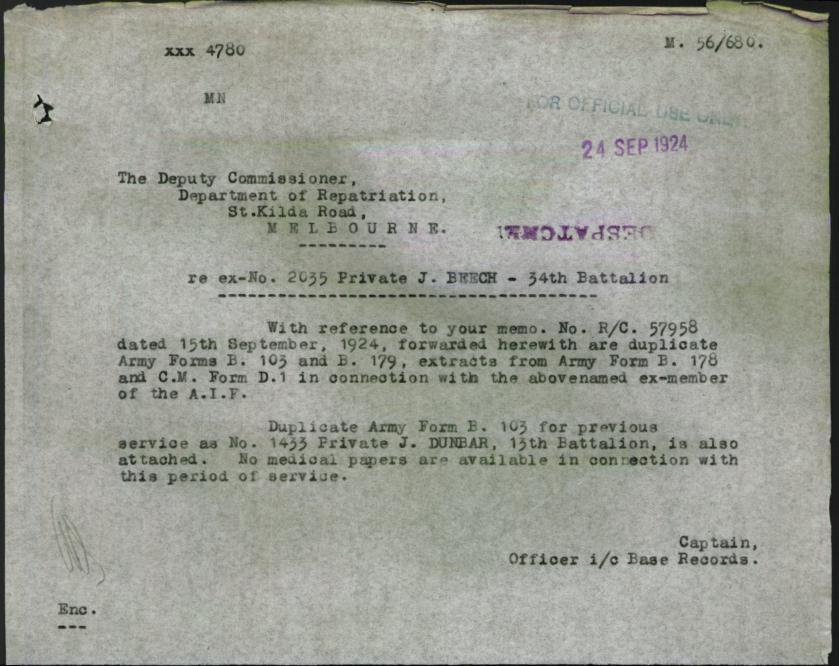 xxx 4780
M. 56/680.
MN
FOR OFFICIAL USE ONLY
24 SEP 1924
The Deputy Commissioner,
Department of Repatriation,
St.Kilda Road,
M E L B O U R N E.
DESPATCHED
re ex-No. 2035 Private J. BEECH - 34th Battalion
With reference to your memo. No. R/C. 57958
dated 15th September, 1924, forwarded herewith are duplicate
Army Forms B. 103 and B. 179, extracts from Army Form B. 178
and C.M. Form D.1 in connection with the abovenamed ex-member
of the A.I.F.
Duplicate Army Form B. 103 for previous
service as No. 1433 Private J. DUNBAR, 13th Battalion, is also
attached. No medical papers are available in connection with
this period of service.
Captain,
Officer i/c Base Records.
Enc.